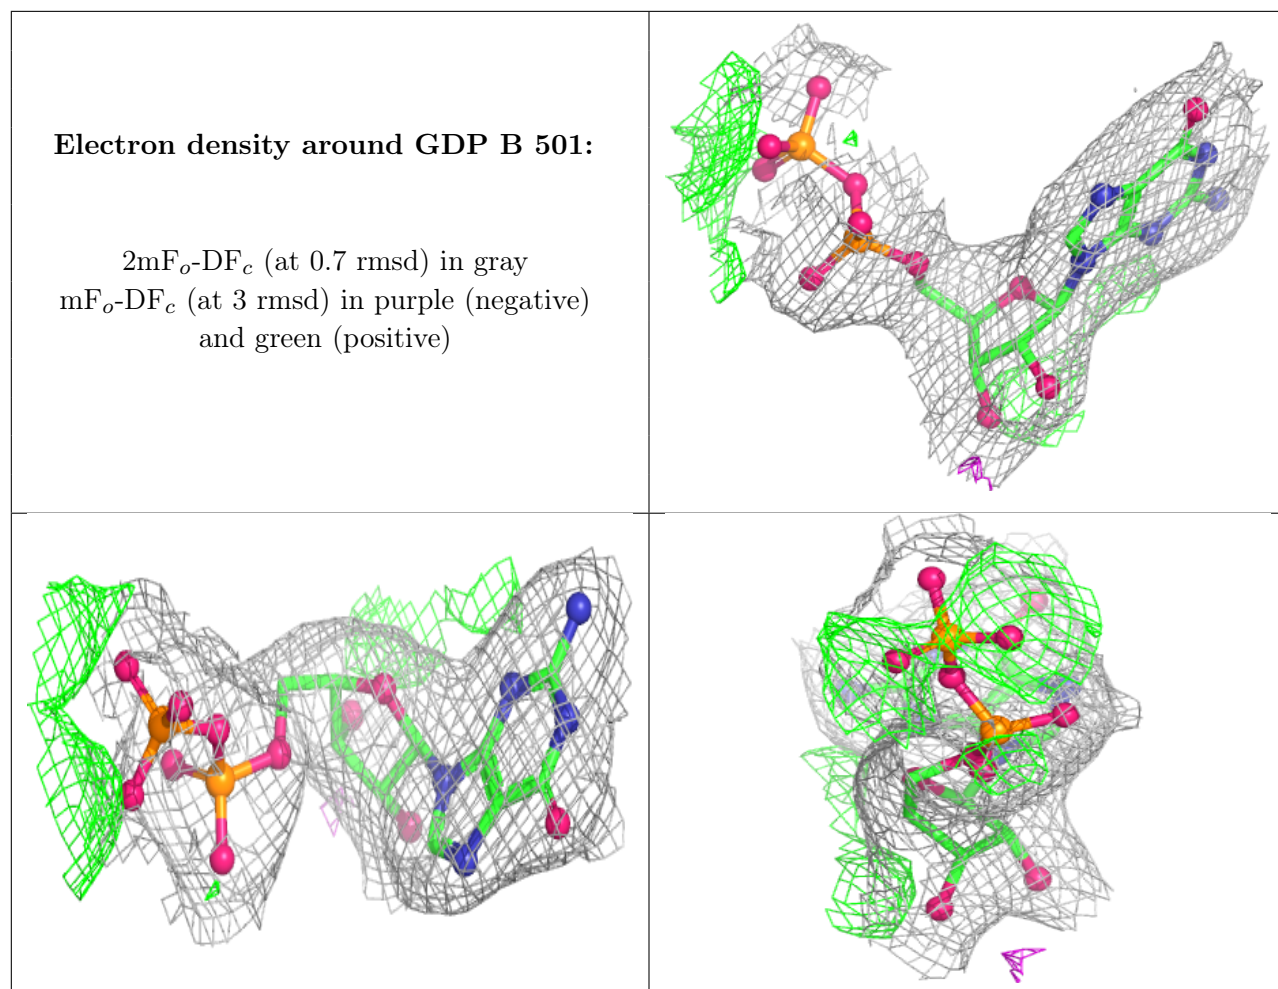 Electron density around GDP B 501:
2mFo-DFc (at 0.7 rmsd) in gray
mFo-DFc (at 3 rmsd) in purple (negative)
and green (positive)